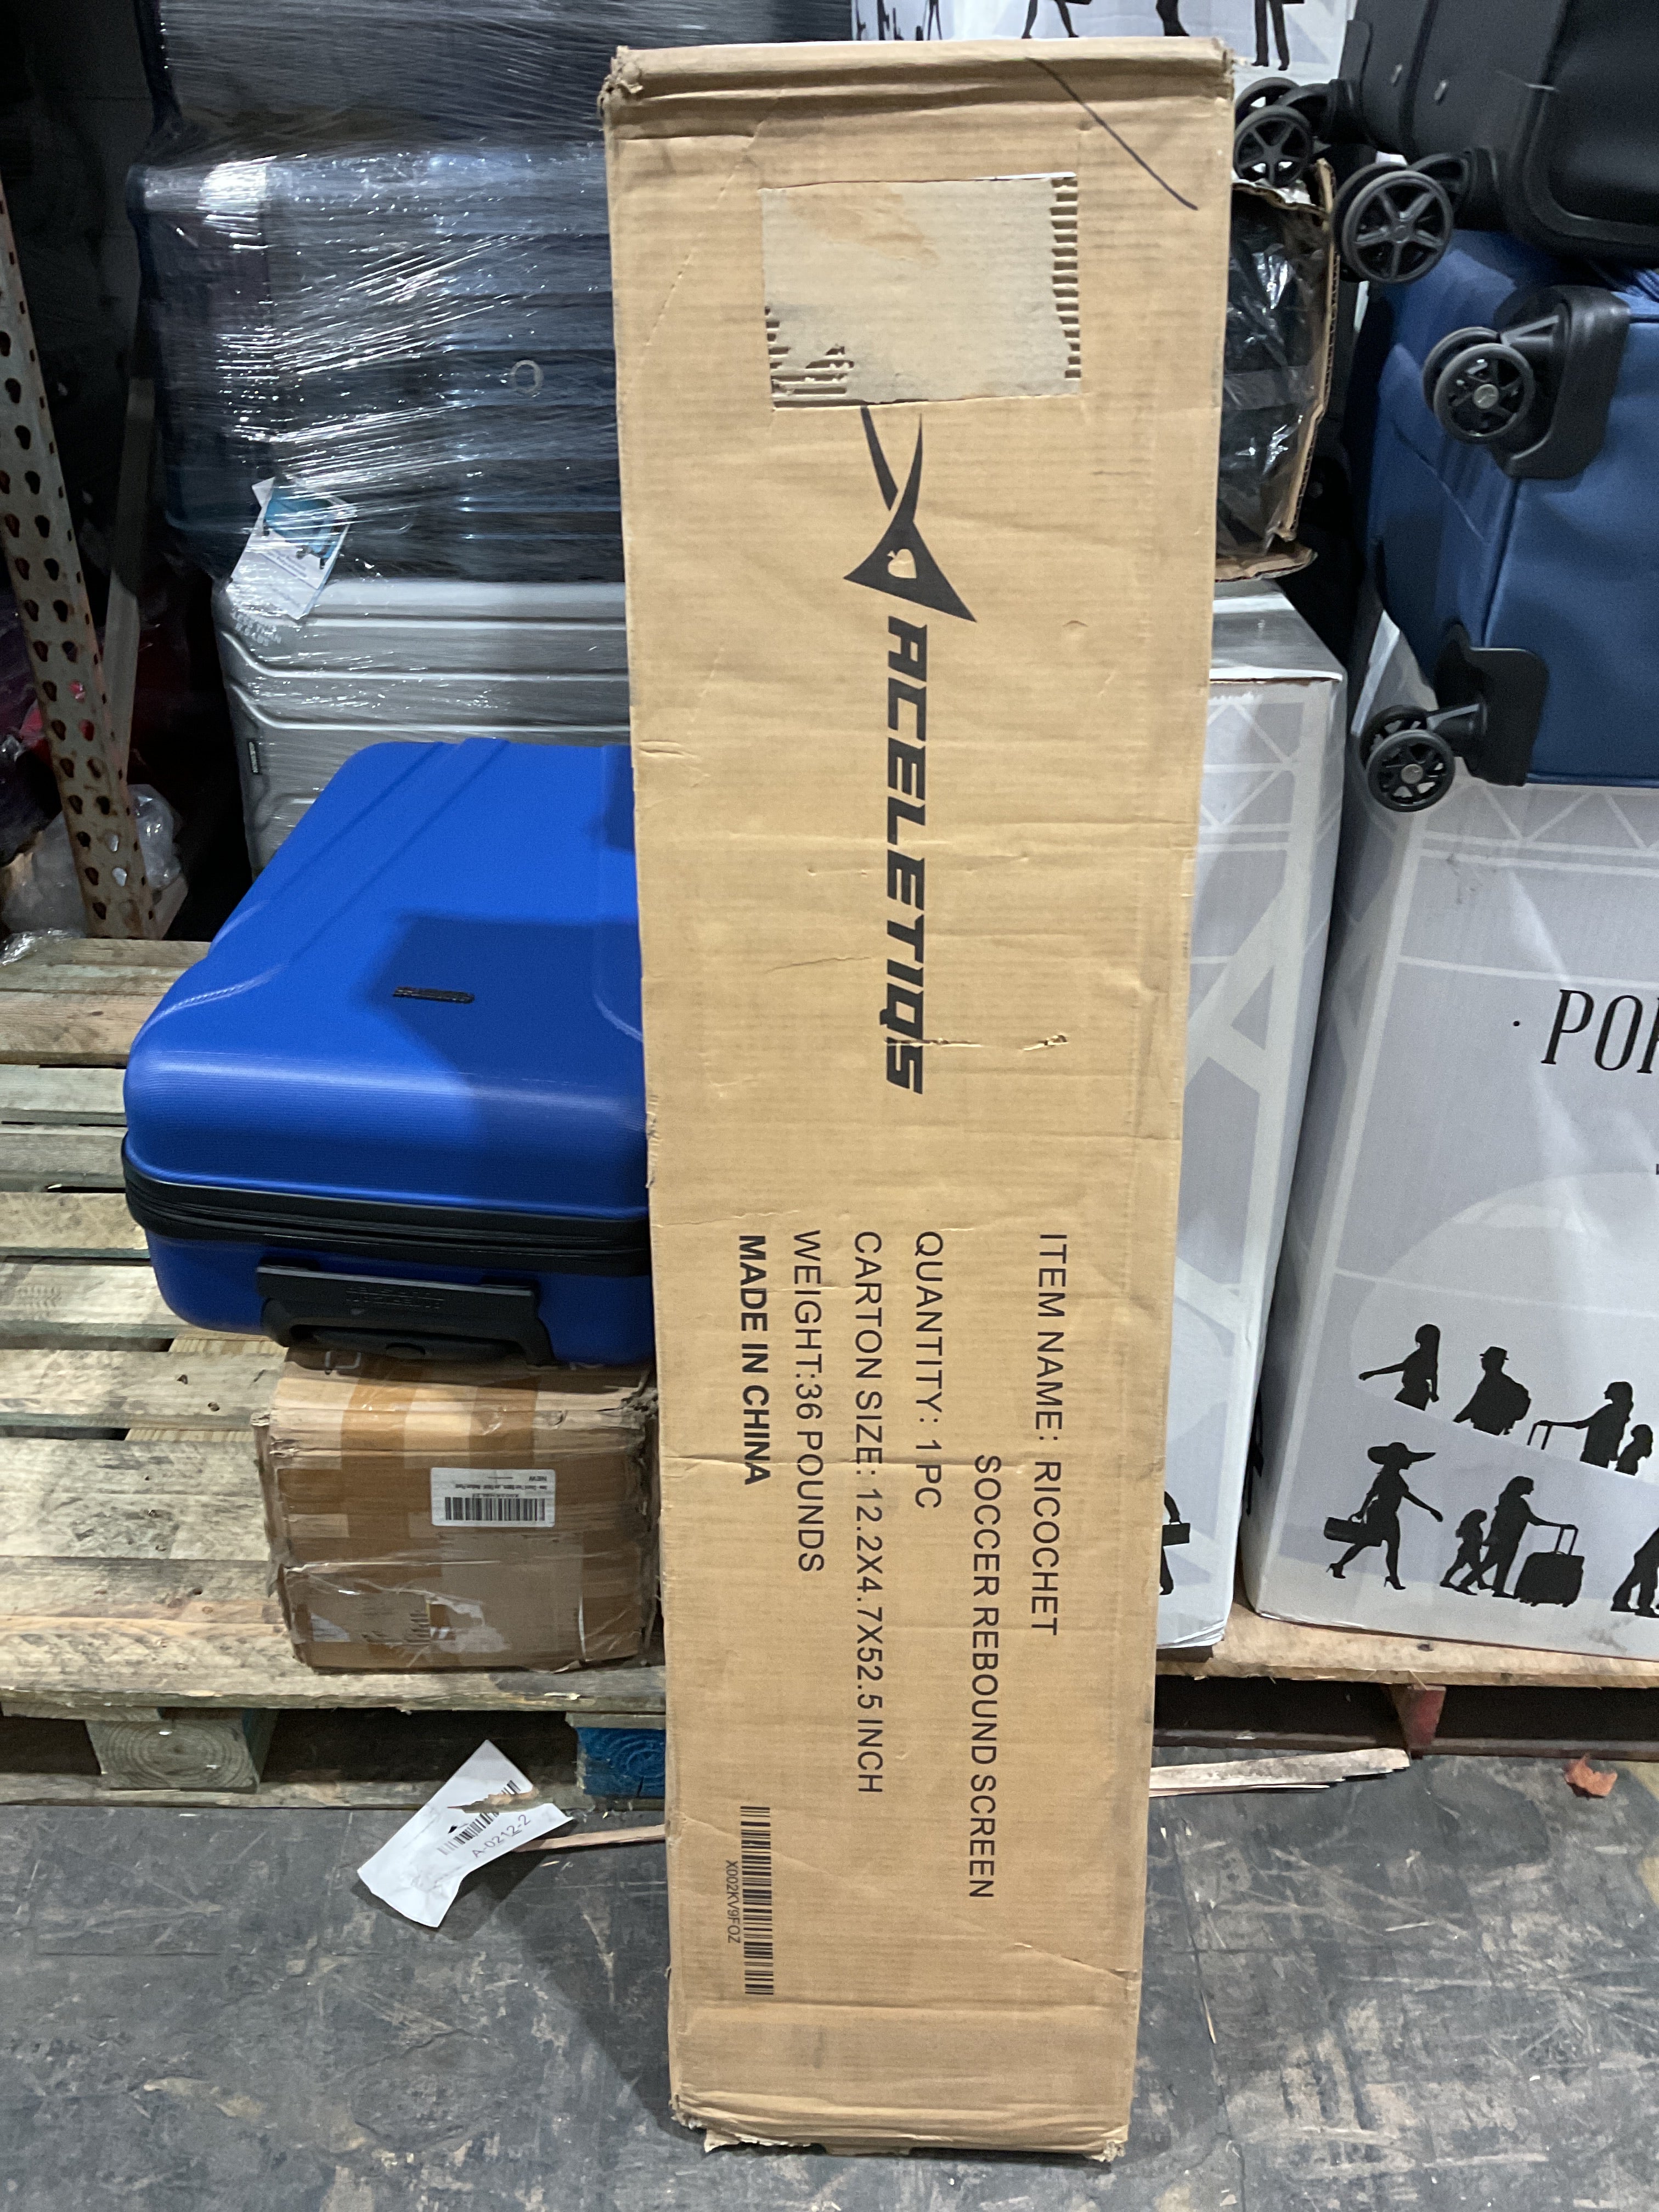 ACELETIQS
ITEM NAME: RICOCHET
SOCCER REBOUND SCREEN
QUANTITY: 1PC
CARTON SIZE: 12.2X4.7X52.5 INCH
WEIGHT:36 POUNDS
MADE IN CHINA
X002KV9FOZ
A-0212-2
NEW